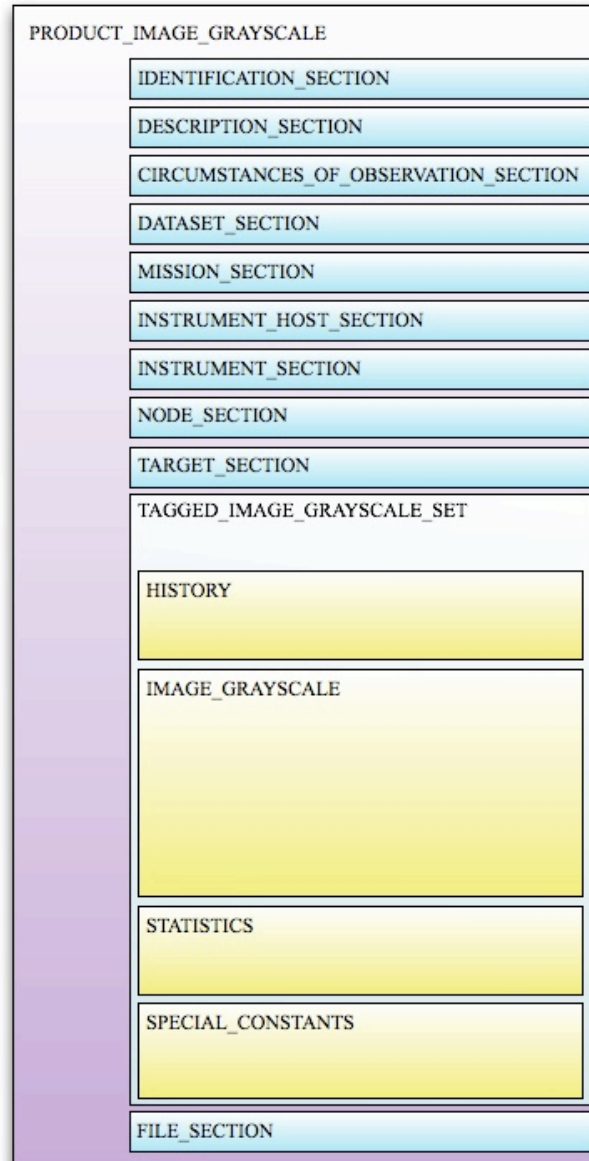 PRODUCT_IMAGE_GRAYSCALE
IDENTIFICATION_SECTION
DESCRIPTION_SECTION
CIRCUMSTANCES_OF_OBSERVATION_SECTION
DATASET_SECTION
MISSION_SECTION
INSTRUMENT_HOST_SECTION
INSTRUMENT_SECTION
NODE_SECTION
TARGET_SECTION
TAGGED_IMAGE_GRAYSCALE_SET
HISTORY
IMAGE_GRAYSCALE
STATISTICS
SPECIAL_CONSTANTS
FILE_SECTION